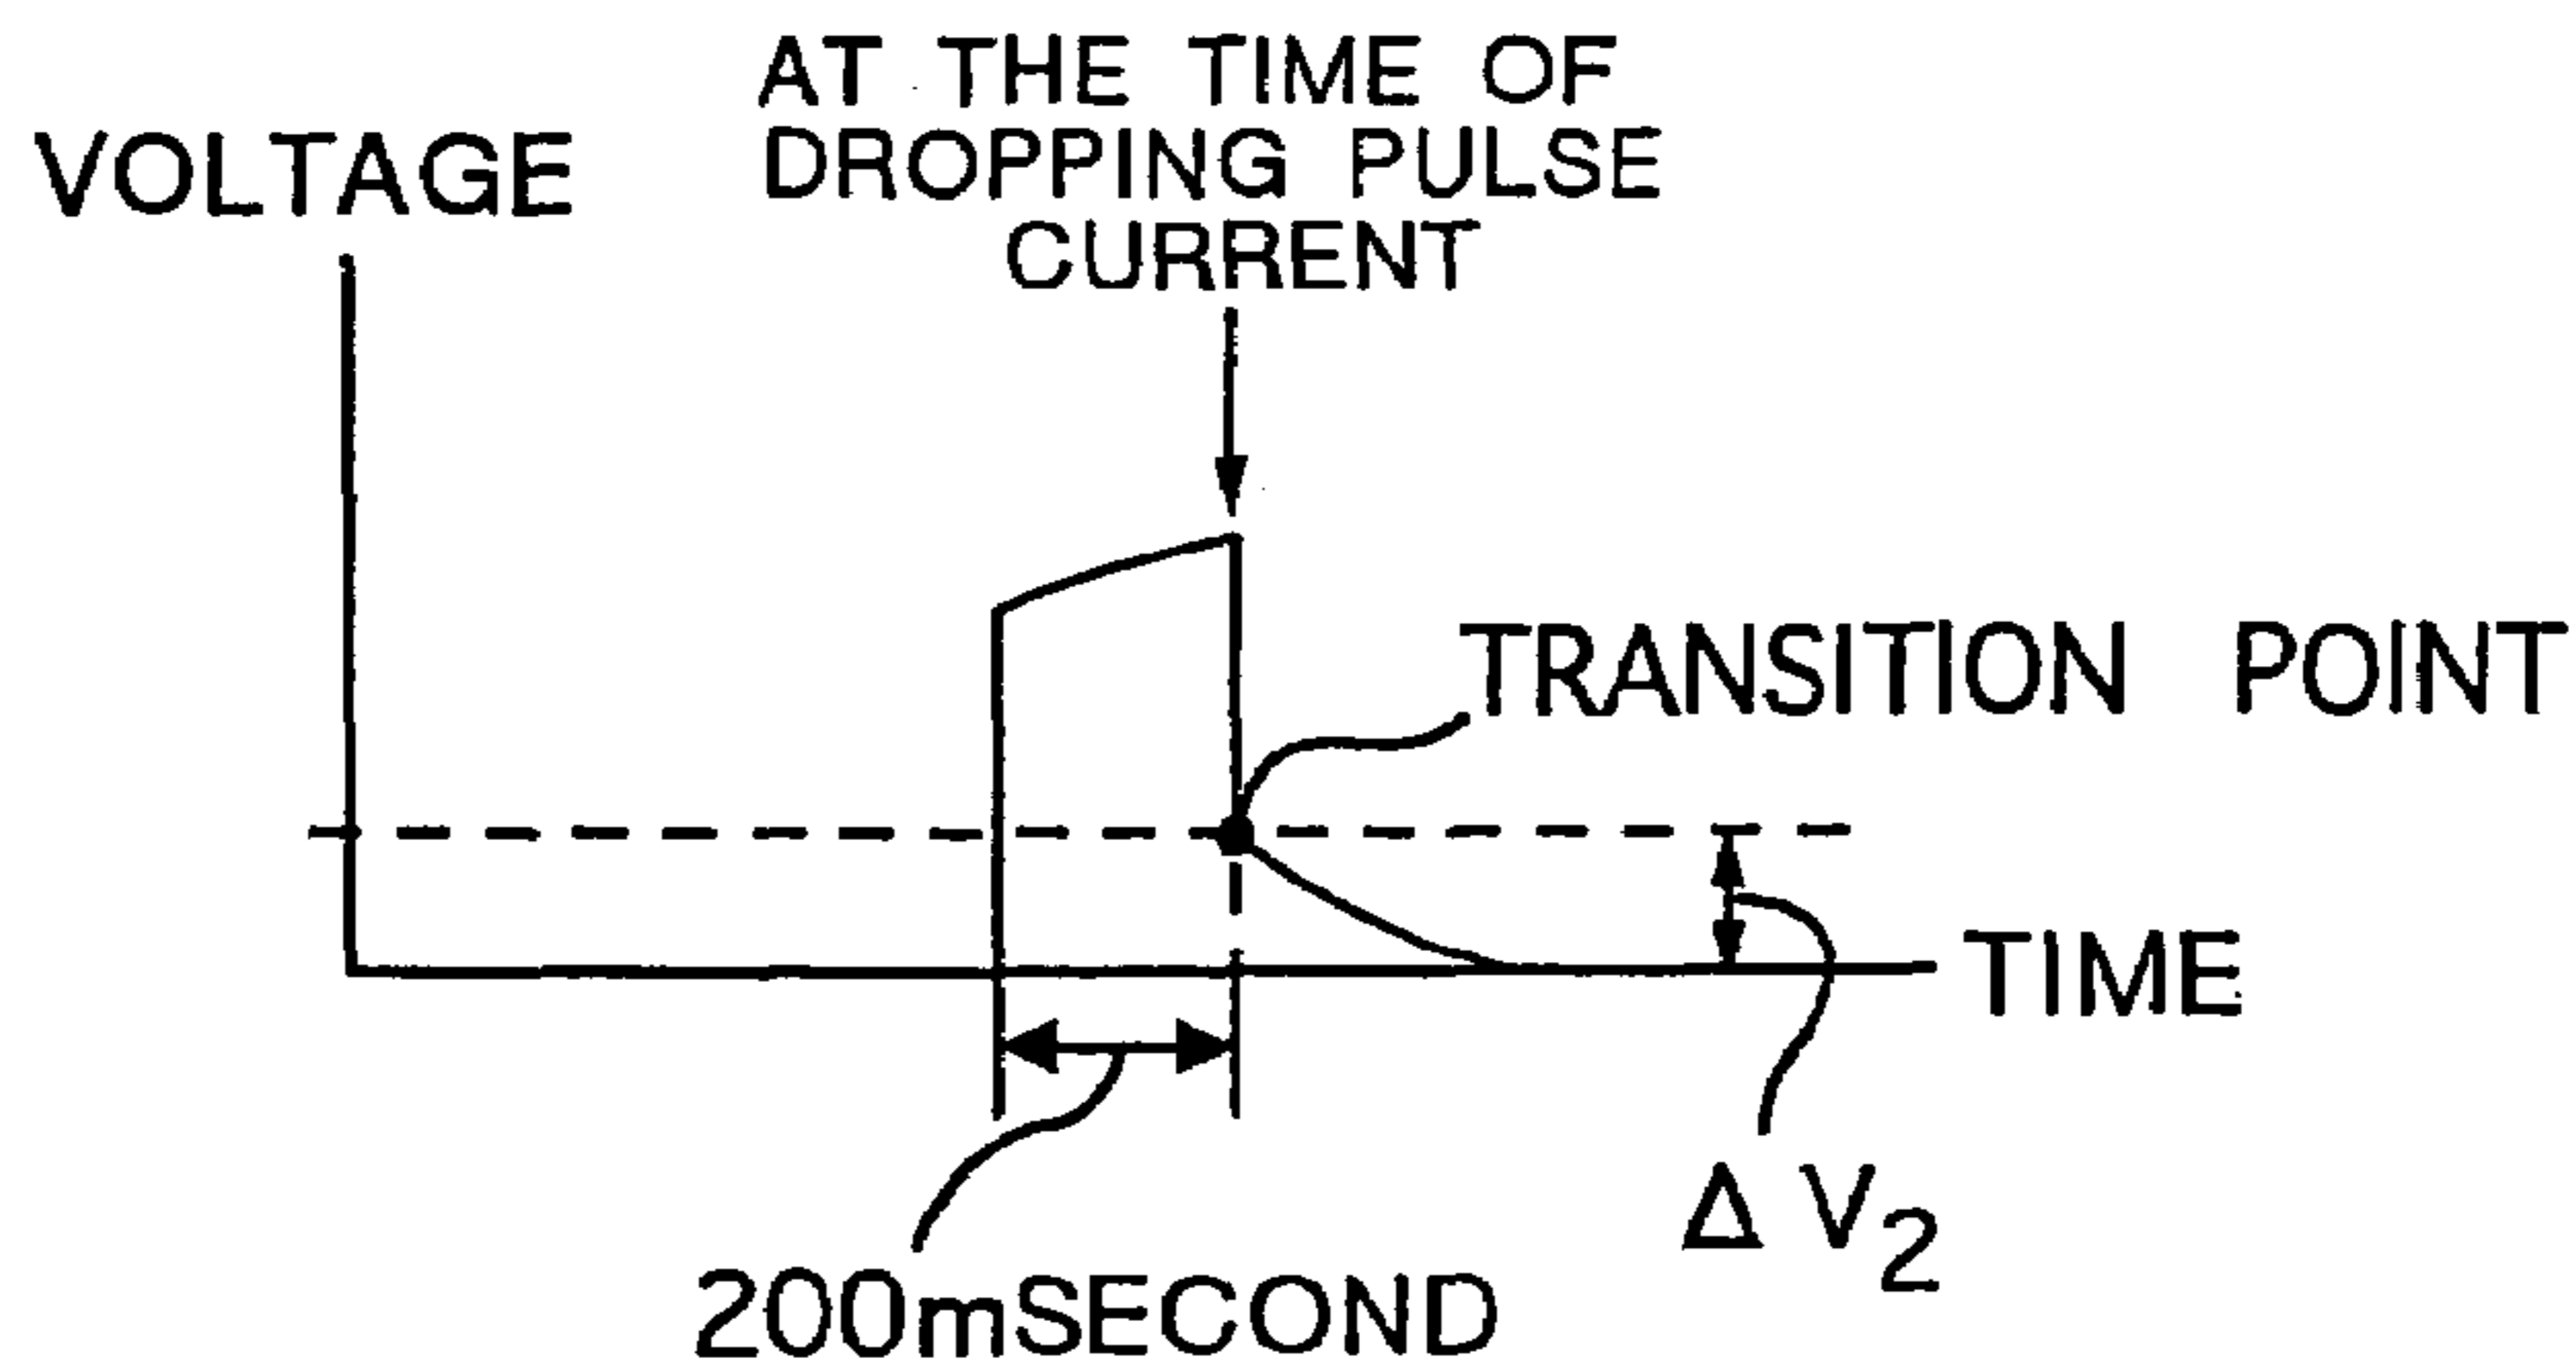 AT THE TIME OF
DROPPING PULSE
CURRENT
VOLTAGE
TRANSITION POINT
TIME
ΔV₂
200mSECOND